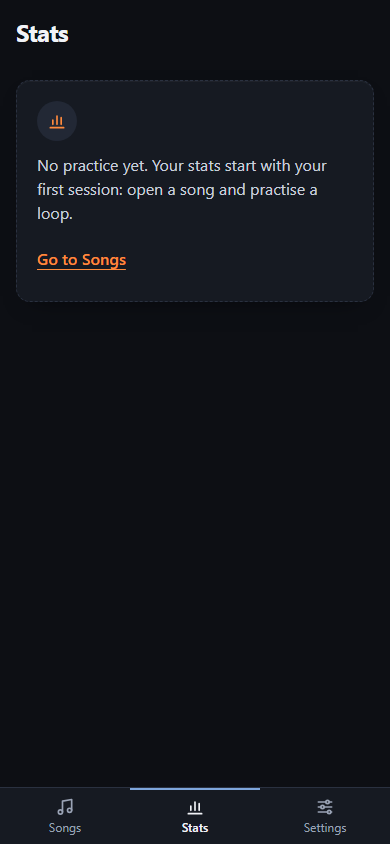 Stats
No practice yet. Your stats start with your
first session: open a song and practise a
loop.
Go to Songs
Songs
Stats
Settings